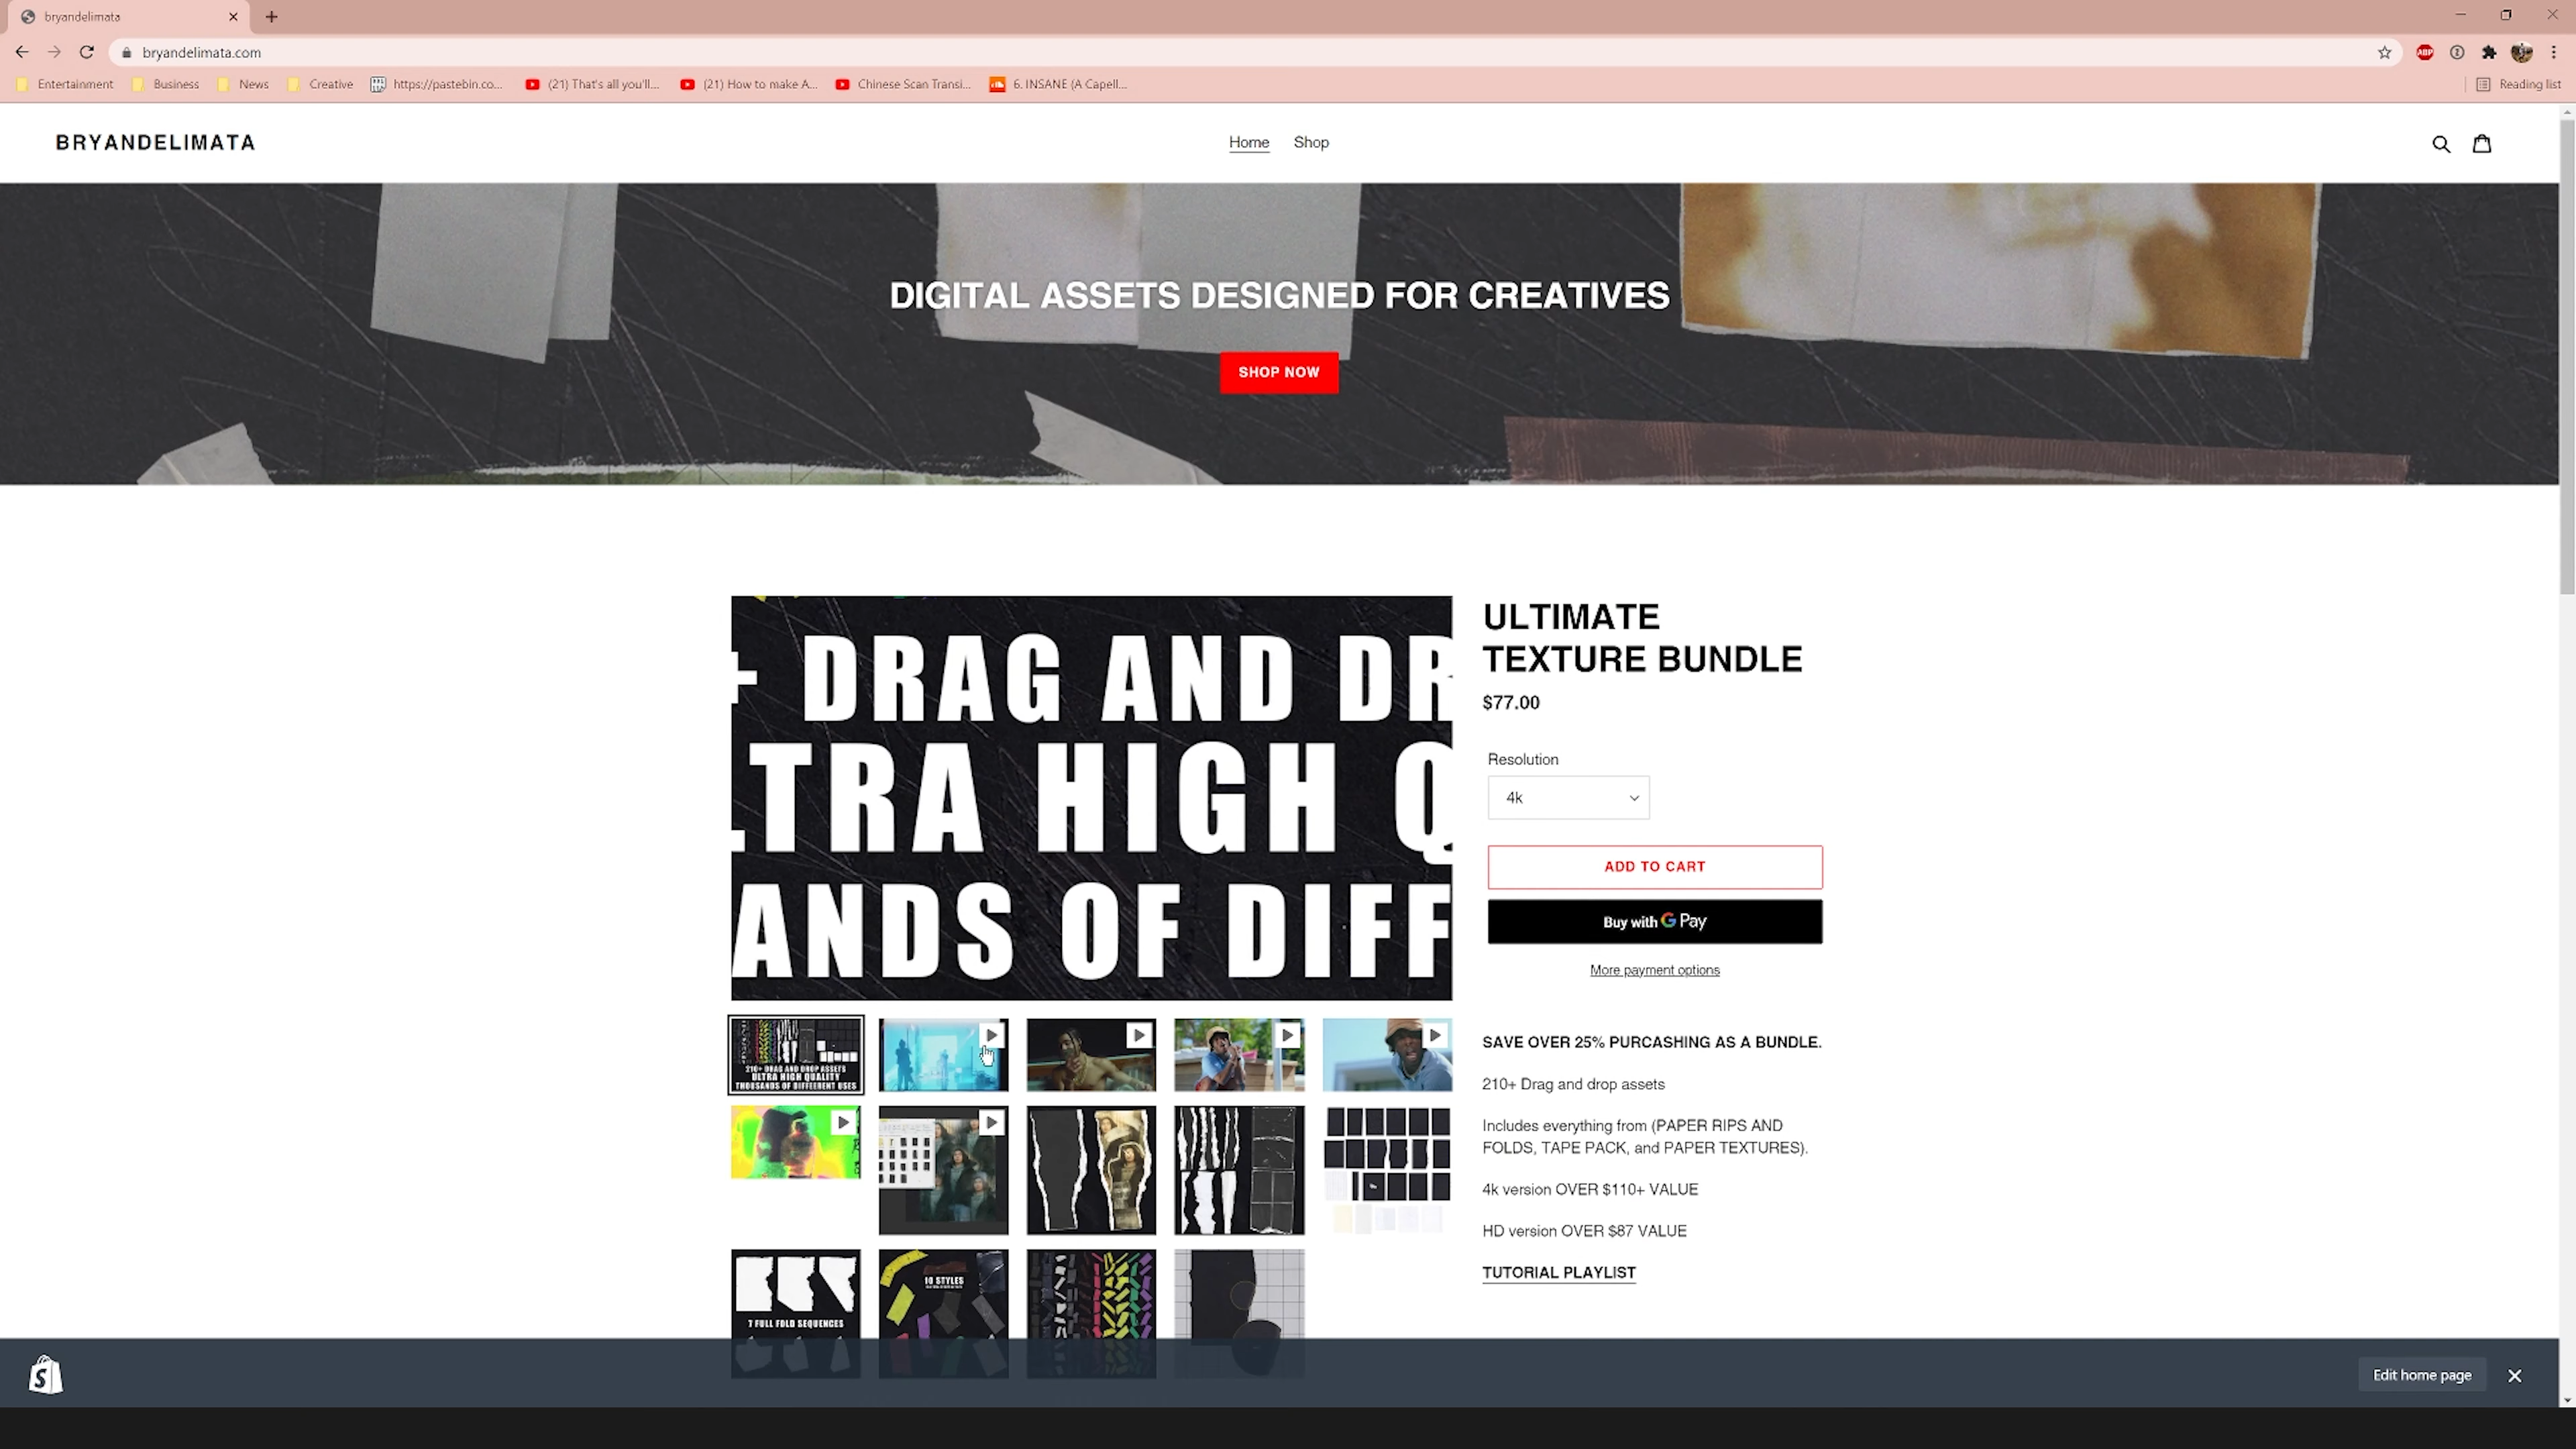 bryandelimata
bryandelimata.com
Entertainment
Business
News
Creative
https://pastebin.co...
(21) That's all you'll...
(21) How to make A...
Chinese Scan Transi...
6. INSANE (A Capell...
Reading list
BRYANDELIMATA
Home
Shop
DIGITAL ASSETS DESIGNED FOR CREATIVES
SHOP NOW
+ DRAG AND DR
LTRA HIGH Q
ANDS OF DIFF
ULTIMATE
TEXTURE BUNDLE
$77.00
Resolution
4k
ADD TO CART
Buy with G Pay
More payment options
210+ DRAG AND DROP ASSETS
ULTRA HIGH QUALITY
THOUSANDS OF DIFFEERENT USES
SAVE OVER 25% PURCASHING AS A BUNDLE.
210+ Drag and drop assets
Includes everything from (PAPER RIPS AND
FOLDS, TAPE PACK, and PAPER TEXTURES).
4k version OVER $110+ VALUE
HD version OVER $87 VALUE
TUTORIAL PLAYLIST
7 FULL FOLD SEQUENCES
10 STYLES
Edit home page